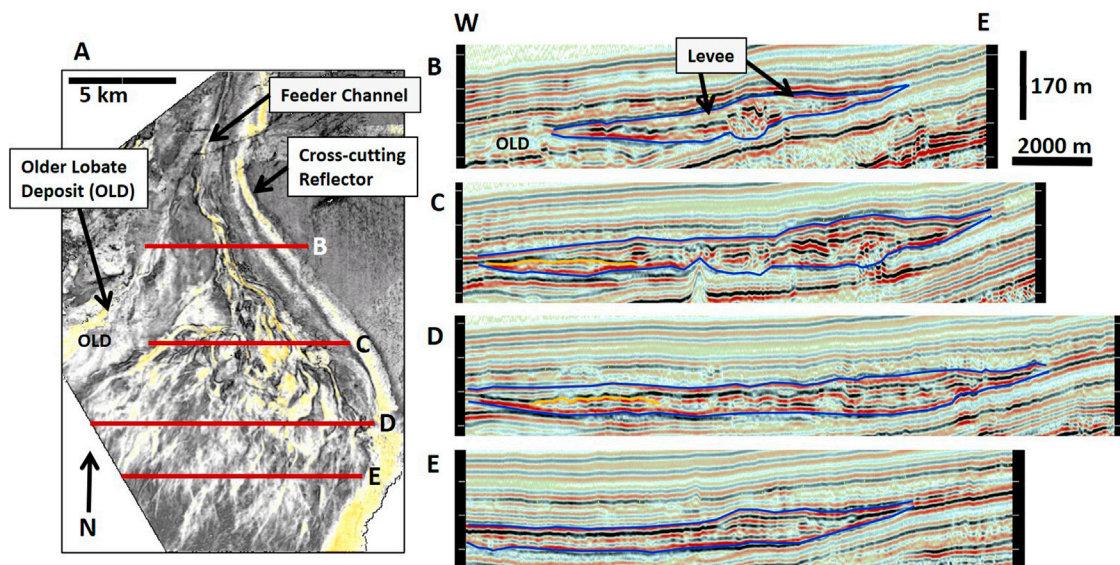 A
5 km
Feeder Channel
Older Lobate
Deposit (OLD)
Cross-cutting
Reflector
B
OLD
C
D
E
N
W
E
B
Levee
OLD
170 m
2000 m
C
D
E